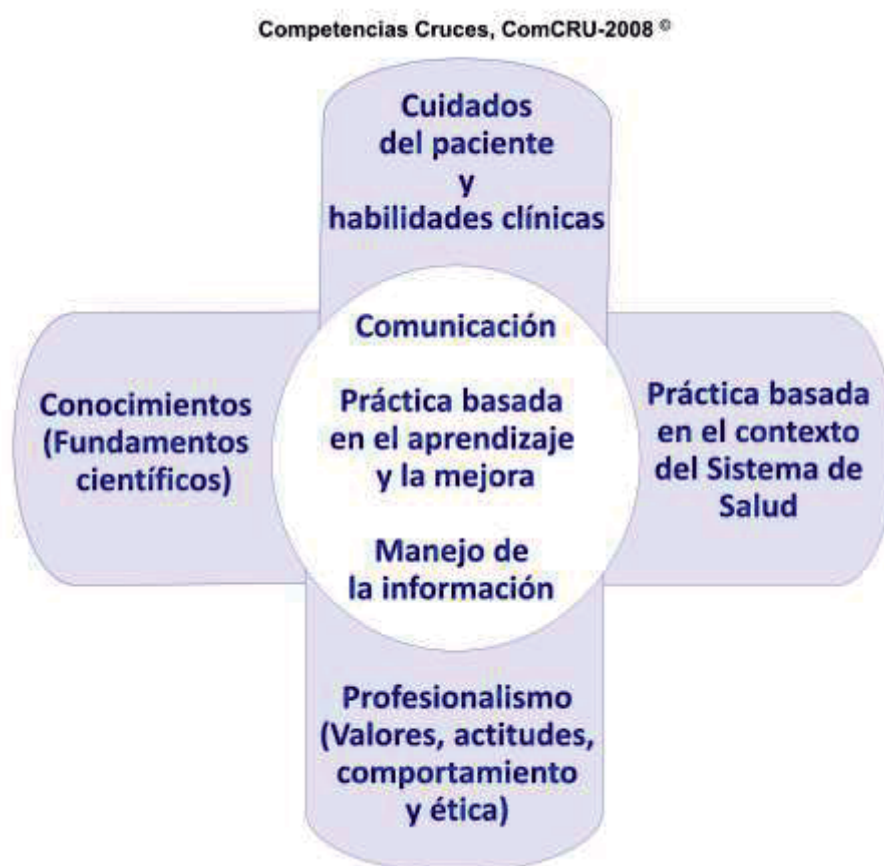 Competencias Cruces, ComCRU-2008 ©
Cuidados
del paciente
y
habilidades clínicas
Comunicación
Práctica basada
en el aprendizaje
y la mejora
Manejo de
la información
Conocimientos
(Fundamentos
científicos)
Práctica basada
en el contexto
del Sistema de
Salud
Profesionalismo
(Valores, actitudes,
comportamiento
y ética)